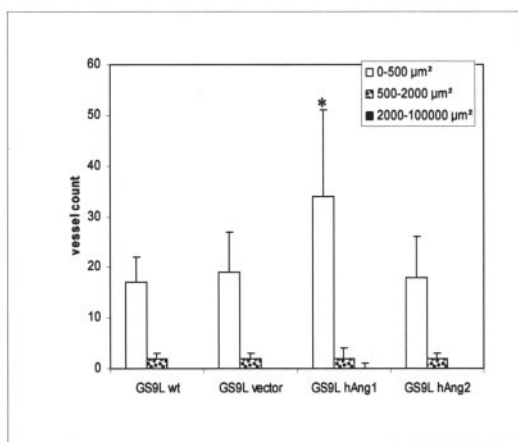 60
50
40
30
20
10
0
vessel count
*
0-500 µm²
500-2000 µm²
2000-100000 µm²
GS9L wt
GS9L vector
GS9L hAng1
GS9L hAng2